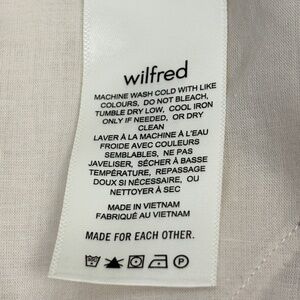 wilfred
MACHINE WASH COLD WITH LIKE
COLOURS, DO NOT BLEACH,
TUMBLE DRY LOW, COOL IRON
ONLY IF NEEDED, OR DRY
CLEAN
LAVER À LA MACHINE À L'EAU
FROIDE AVEC COULEURS
SEMBLABLES, NE PAS
JAVELISER, SÉCHER À BASSE
TEMPÉRATURE, REPASSAGE
DOUX SI NÉCESSAIRE, OU
NETTOYER À SEC
MADE IN VIETNAM
FABRIQUÉ AU VIETNAM
MADE FOR EACH OTHER.
P